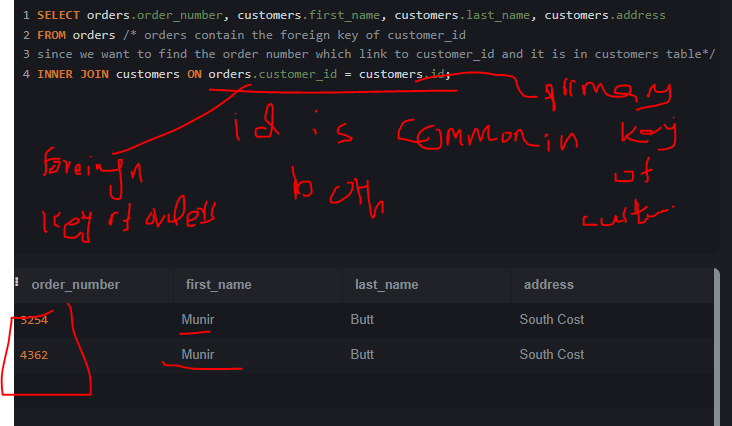 1 SELECT orders.order_number, customers.first_name, customers.last_name, customers.address
2 FROM orders /* orders contain the foreign key of customer_id
3 since we want to find the order number which link to customer_id and it is in customers table*/
4 INNER JOIN customers ON orders.customer_id = customers.id;
primary
id is common in key
foreign
both
of
key of orders
order_number first_name last_name address
3254 Munir Butt South Cost
4362 Munir Butt South Cost